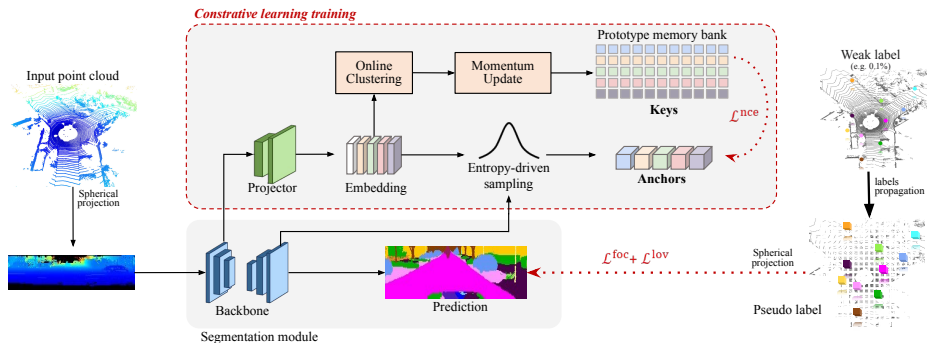 Constrative learning training
Input point cloud
Online
Clustering
Momentum
Update
Prototype memory bank
Keys
Weak label
(e.g. 0,1%)
ℒnce
Projector
Embedding
Entropy-driven
sampling
Anchors
Spherical
projection
labels
propagation
Backbone
Prediction
ℒfoc+ ℒlov
Spherical
projection
Pseudo label
Segmentation module